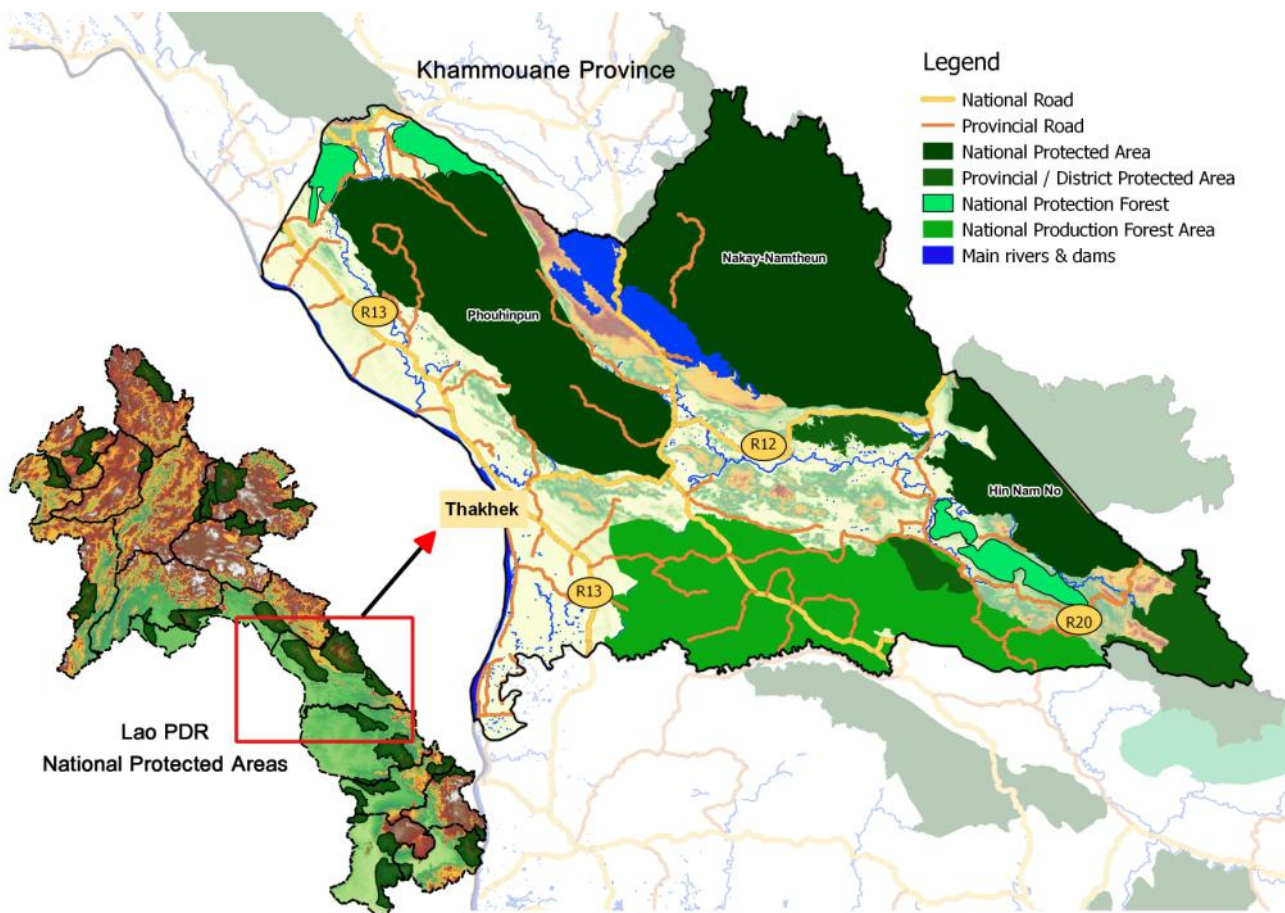 Khammouane Province
Legend
National Road
Provincial Road
National Protected Area
Provincial / District Protected Area
National Protection Forest
National Production Forest Area
Main rivers & dams
Nakay-Namtheun
R13
Phouhinpun
R12
Hin Nam No
Thakhek
R13
R20
Lao PDR
National Protected Areas